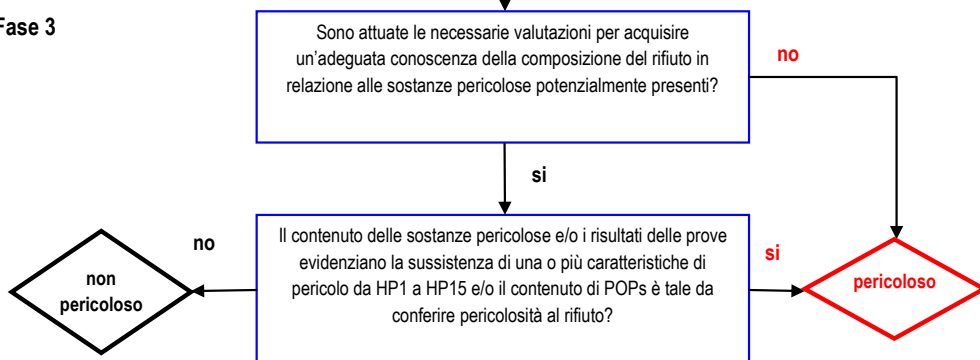 Fase 3
Sono attuate le necessarie valutazioni per acquisire
un’adeguata conoscenza della composizione del rifiuto in
relazione alle sostanze pericolose potenzialmente presenti?
no
si
Il contenuto delle sostanze pericolose e/o i risultati delle prove
evidenziano la sussistenza di una o più caratteristiche di
pericolo da HP1 a HP15 e/o il contenuto di POPs è tale da
conferire pericolosità al rifiuto?
no
non
pericoloso
si
pericoloso